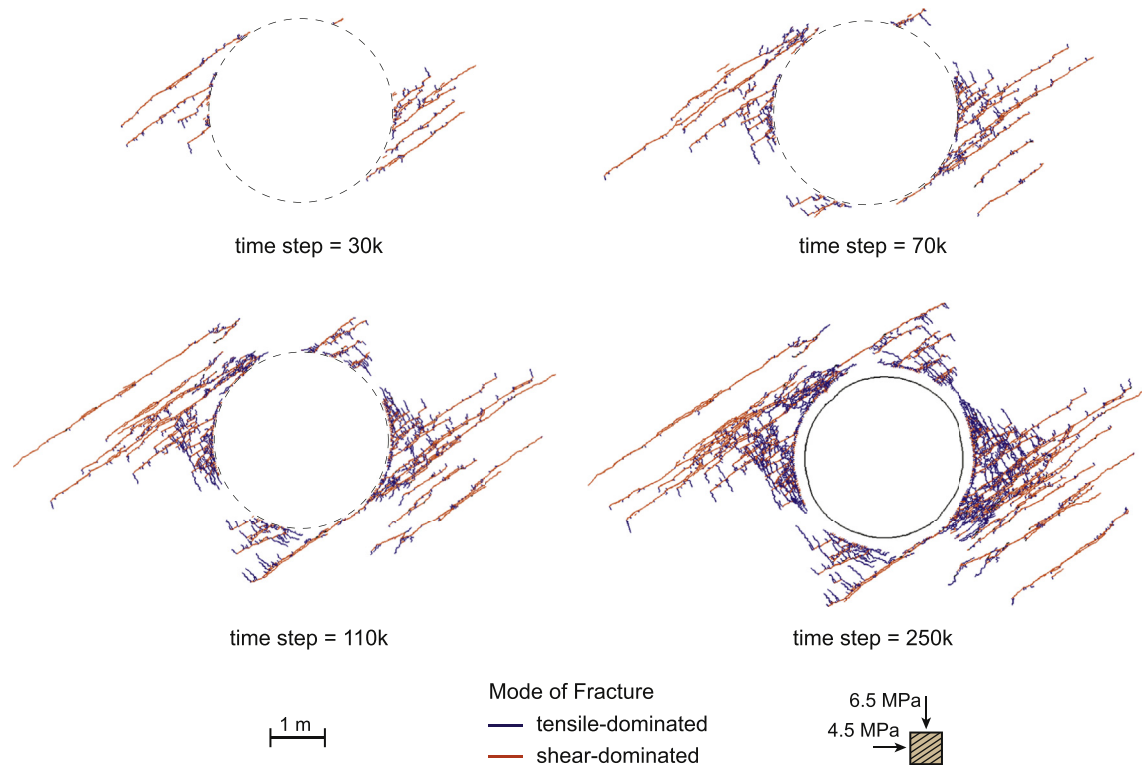 time step = 30k
time step = 70k
time step = 110k
time step = 250k
Mode of Fracture
tensile-dominated
shear-dominated
1 m
6.5 MPa
4.5 MPa